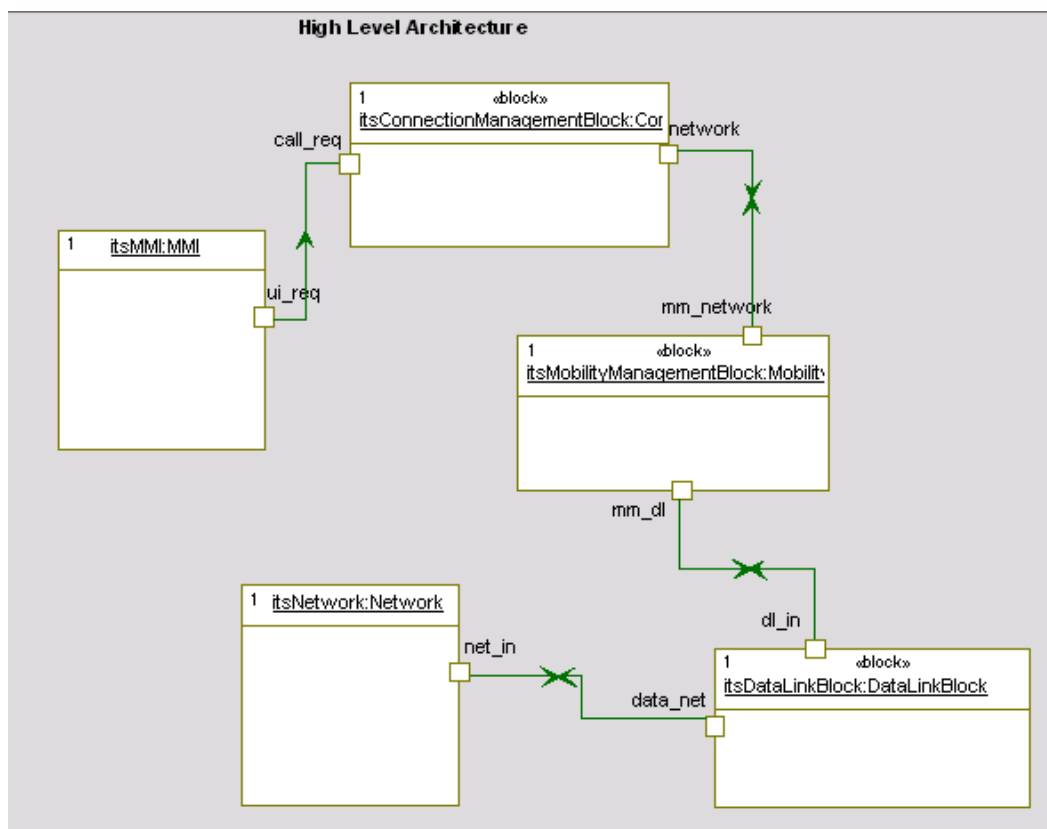 High Level Architecture
1 «block»
itsConnectionManagementBlock:Cor
call_req
network
1 itsMMI:MMI
ui_req
mm_network
1 «block»
itsMobilityManagementBlock:Mobility
mm_dl
1 itsNetwork:Network
dl_in
net_in
1 «block»
itsDataLinkBlock:DataLinkBlock
data_net